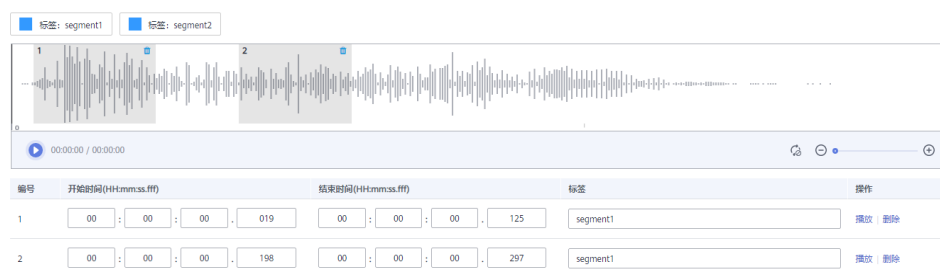 标签：segment1 标签：segment2
1 2
0
00:00:00 / 00:00:00
编号 开始时间(HH:mm:ss.fff) 结束时间(HH:mm:ss.fff) 标签 操作
1 00 : 00 : 00 . 019 00 : 00 : 00 . 125 segment1 播放 | 删除
2 00 : 00 : 00 . 198 00 : 00 : 00 . 297 segment1 播放 | 删除